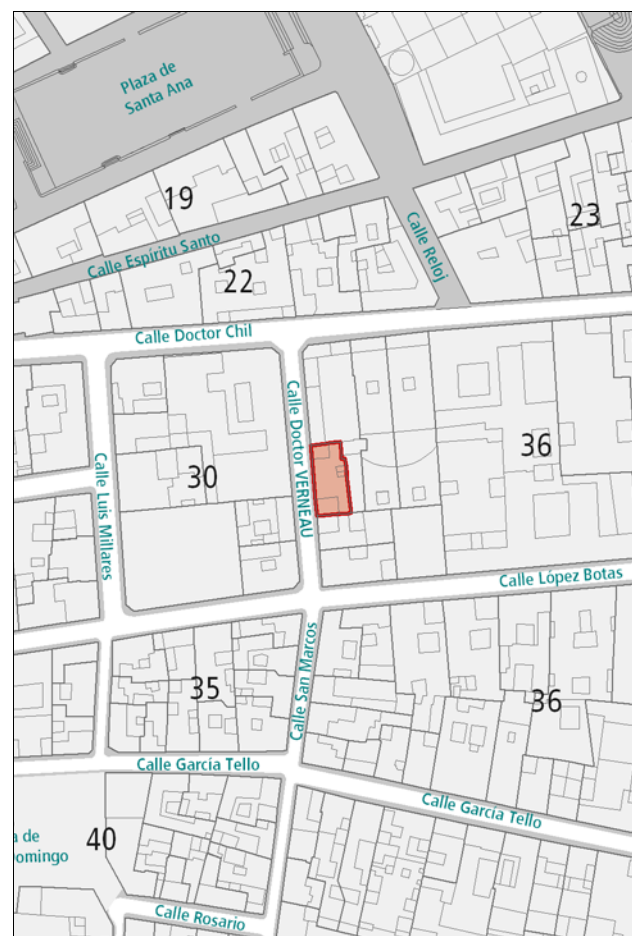 Plaza de
Santa Ana
19
23
Calle Espíritu Santo
Calle Reloj
22
Calle Doctor Chil
Calle Doctor VERNEAU
36
Calle Luis Millares
30
Calle López Botas
Calle San Marcos
35
36
Calle García Tello
Calle García Tello
40
a de
omingo
Calle Rosario